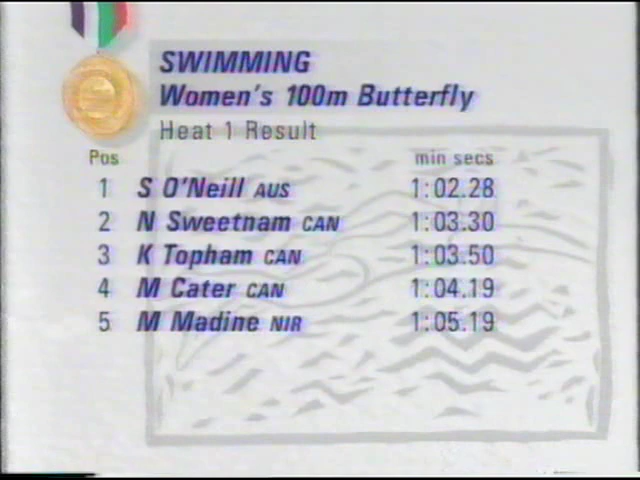 SWIMMING
Women's 100m Butterfly
Heat 1 Result
Pos min secs
1 S O'Neill AUS 1:02.28
2 N Sweetnam CAN 1:03.30
3 K Topham CAN 1:03.50
4 M Cater CAN 1:04.19
5 M Madine NIR 1:05.19